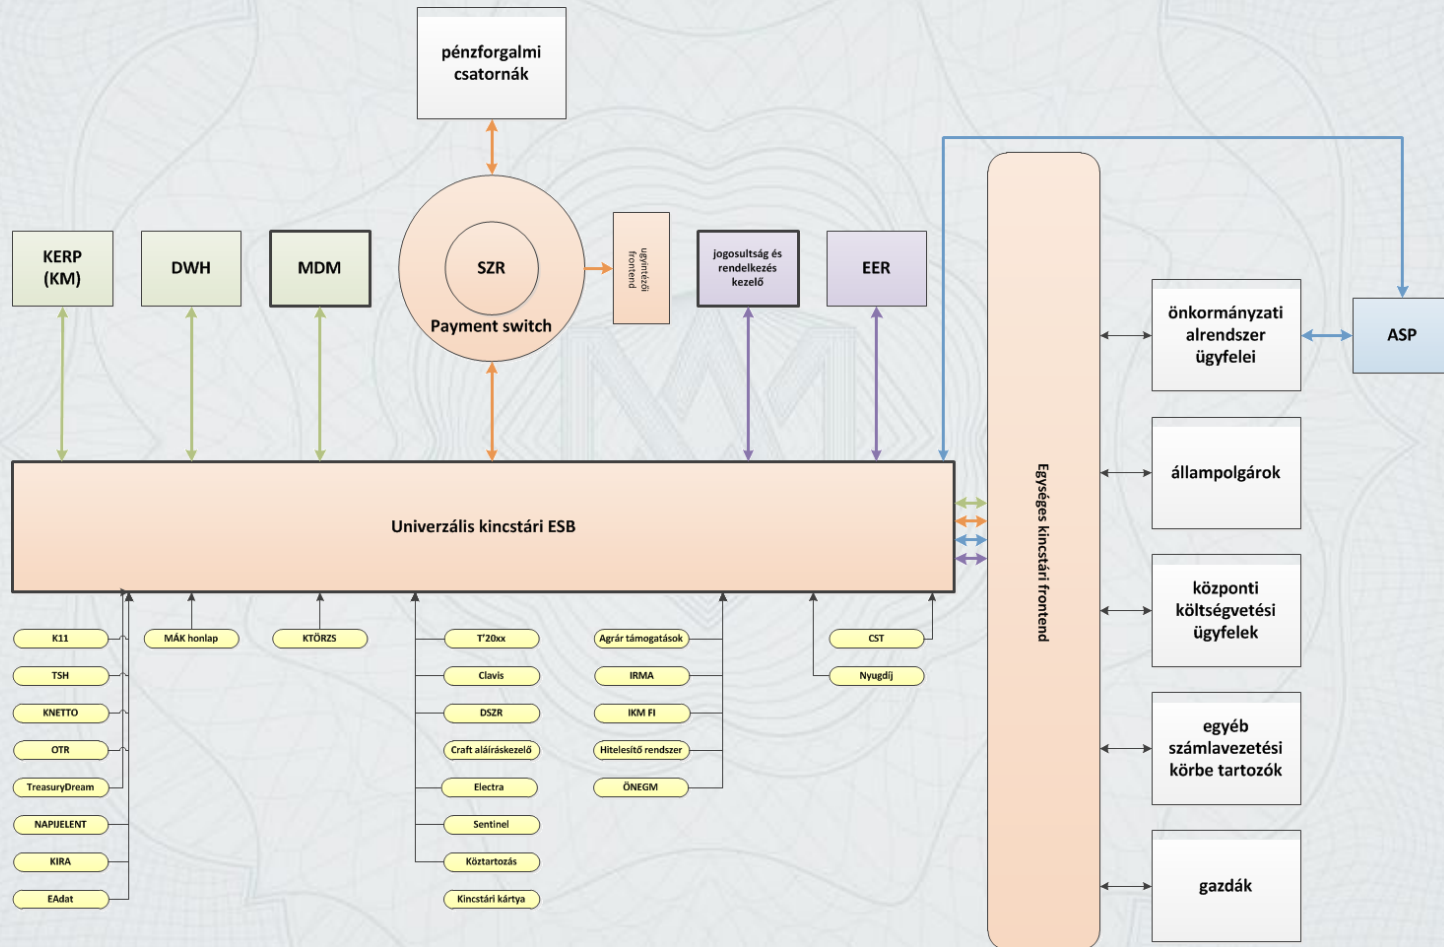 pénzforgalmi
csatornák
KERP
(KM)
DWH
MDM
SZR
Payment switch
ügyintézői
frontend
jogosultság és
rendelkezés
kezelő
EER
önkormányzati
alrendszer
ügyfelei
ASP
állampolgárok
Univerzális kincstári ESB
Egységes kincstári frontend
központi
költségvetési
ügyfelek
egyéb
számlavezetési
körbe tartozók
gazdák
K11
TSH
KNETTO
OTR
TreasuryDream
NAPIJELENT
KIRA
EAdat
MÁK honlap
KTÖRZS
T'20xx
Clavis
DSZR
Craft aláíráskezelő
Electra
Sentinel
Köztartozás
Kincstári kártya
Agrár támogatások
IRMA
IKM FI
Hitelesítő rendszer
ÖNEGM
CST
Nyugdíj